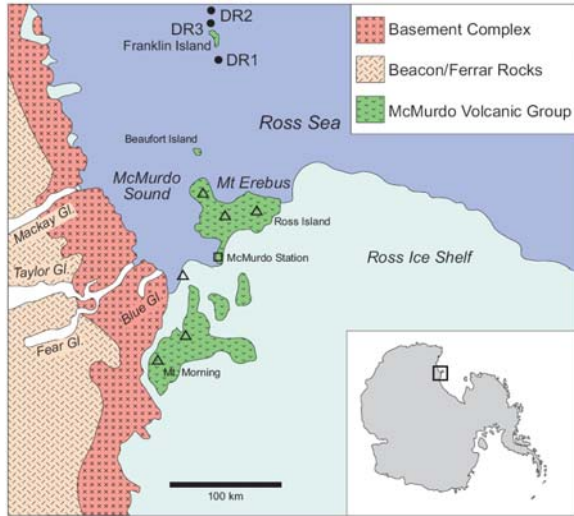 DR2
DR3
Franklin Island
DR1
Basement Complex
Beacon/Ferrar Rocks
McMurdo Volcanic Group
Ross Sea
Beaufort Island
McMurdo
Sound
Mt Erebus
Ross Island
Mackay Gl.
McMurdo Station
Ross Ice Shelf
Taylor Gl.
Blue Gl.
Fear Gl.
Mt. Morning
100 km